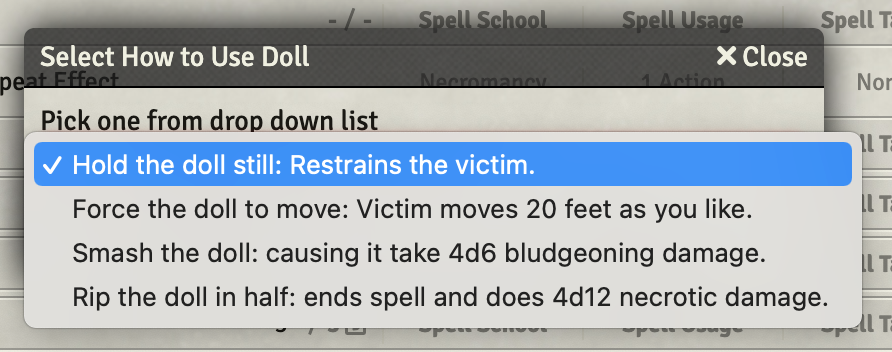 - / - Spell School Spell Usage Spell Ta
Select How to Use Doll ✕ Close
peat Effect Necromancy 1 Action Nor
Pick one from drop down list
✓ Hold the doll still: Restrains the victim.
Force the doll to move: Victim moves 20 feet as you like.
Smash the doll: causing it take 4d6 bludgeoning damage.
Rip the doll in half: ends spell and does 4d12 necrotic damage.
Spell School Spell Usage Spell Ta